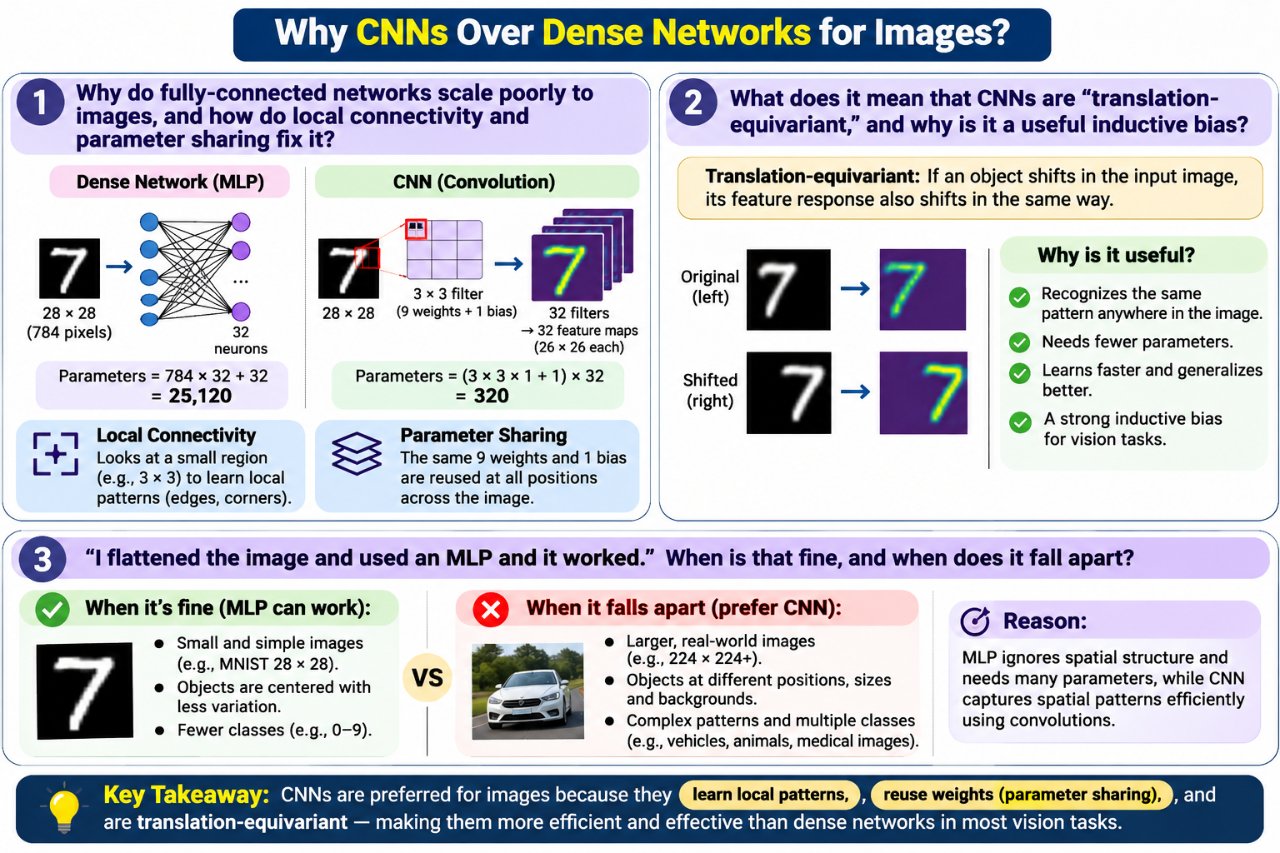 Why CNNs Over Dense Networks for Images?
1
Why do fully-connected networks scale poorly to
images, and how do local connectivity and
parameter sharing fix it?
Dense Network (MLP)
28 × 28
(784 pixels)
...
32
neurons
Parameters = 784 × 32 + 32
= 25,120
CNN (Convolution)
28 × 28
3 × 3 filter
(9 weights + 1 bias)
32 filters
→ 32 feature maps
(26 × 26 each)
Parameters = (3 × 3 × 1 + 1) × 32
= 320
Local Connectivity
Looks at a small region
(e.g., 3 × 3) to learn local
patterns (edges, corners).
Parameter Sharing
The same 9 weights and 1 bias
are reused at all positions
across the image.
2
What does it mean that CNNs are “translation-
equivariant,” and why is it a useful inductive bias?
Translation-equivariant: If an object shifts in the input image,
its feature response also shifts in the same way.
Original
(left)
7
7
Shifted
(right)
7
7
Why is it useful?
Recognizes the same
pattern anywhere in the image.
Needs fewer parameters.
Learns faster and generalizes
better.
A strong inductive bias
for vision tasks.
3
“I flattened the image and used an MLP and it worked.” When is that fine, and when does it fall apart?
When it’s fine (MLP can work):
7
● Small and simple images
(e.g., MNIST 28 × 28).
● Objects are centered with
less variation.
● Fewer classes (e.g., 0–9).
VS
When it falls apart (prefer CNN):
● Larger, real-world images
(e.g., 224 × 224+).
● Objects at different positions, sizes
and backgrounds.
● Complex patterns and multiple classes
(e.g., vehicles, animals, medical images).
Reason:
MLP ignores spatial structure and
needs many parameters, while CNN
captures spatial patterns efficiently
using convolutions.
Key Takeaway: CNNs are preferred for images because they learn local patterns, , reuse weights (parameter sharing), , and
are translation-equivariant — making them more efficient and effective than dense networks in most vision tasks.